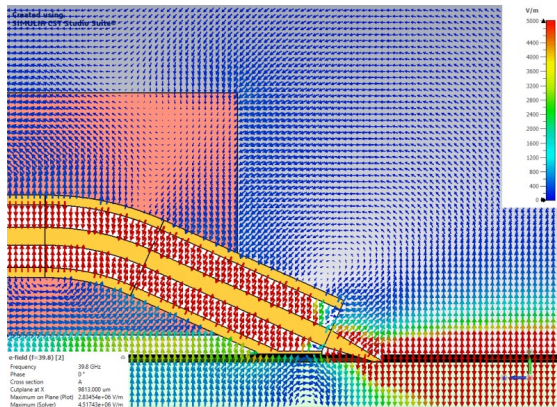 Created using
SIMULIA CST Studio Suite®
V/m
5000
4400
4000
3600
3200
2800
2400
2000
1600
1200
800
400
0
e-field (f=39.8) [2]
Frequency 39.8 GHz
Phase 0°
Cross section A
Cutplane at X 9813.000 um
Maximum on Plane (Plot) 2.83454e+06 V/m
Maximum (Solver) 4.51743e+06 V/m